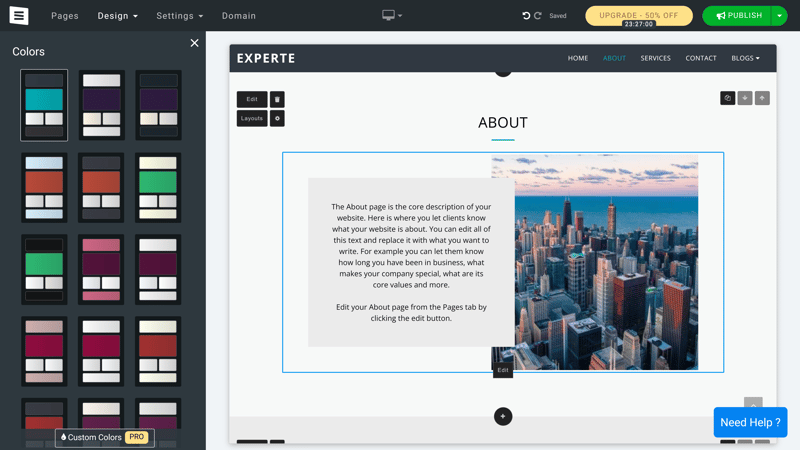 Pages
Design
Settings
Domain
Saved
UPGRADE - 50% OFF
23:27:00
PUBLISH
Colors
Custom Colors PRO
EXPERTE
HOME
ABOUT
SERVICES
CONTACT
BLOGS
Edit
Layouts
ABOUT
The About page is the core description of your
website. Here is where you let clients know
what your website is about. You can edit all of
this text and replace it with what you want to
write. For example you can let them know
how long you have been in business, what
makes your company special, what are its
core values and more.
Edit your About page from the Pages tab by
clicking the edit button.
Edit
Need Help ?